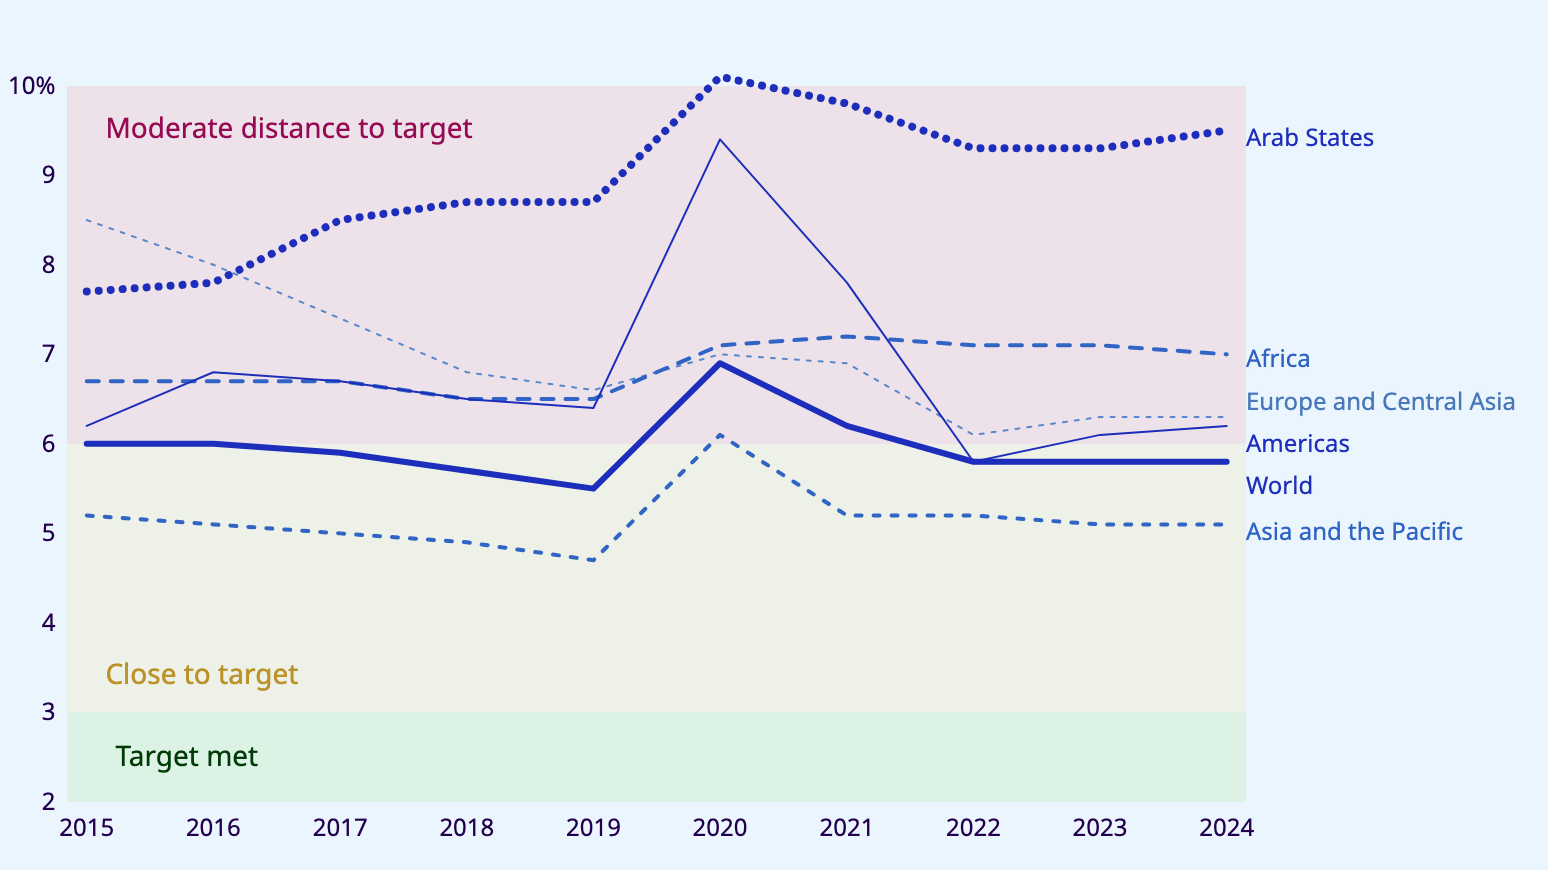 10%
Moderate distance to target
Arab States
9
8
7
Africa
Europe and Central Asia
6
Americas
World
5
Asia and the Pacific
4
Close to target
3
Target met
2
2015 2016 2017 2018 2019 2020 2021 2022 2023 2024